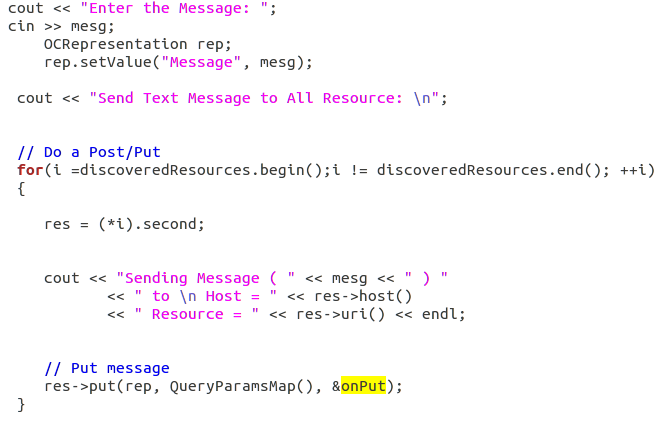 cout << "Enter the Message: ";
cin >> mesg;
    OCRepresentation rep;
    rep.setValue("Message", mesg);
 cout << "Send Text Message to All Resource: \n";
 // Do a Post/Put
 for(i =discoveredResources.begin();i != discoveredResources.end(); ++i)
 {
    res = (*i).second;
    cout << "Sending Message ( " << mesg << " ) "
           << " to \n Host = " << res->host()
           << " Resource = " << res->uri() << endl;
    // Put message
    res->put(rep, QueryParamsMap(), &onPut);
 }